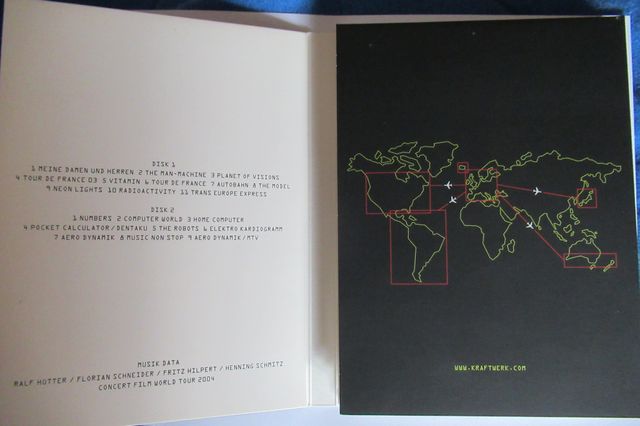 DISK 1
1 MEINE DAMEN UND HERREN 2 THE MAN-MACHINE 3 PLANET OF VISIONS
4 TOUR DE FRANCE 03 5 VITAMIN 6 TOUR DE FRANCE 7 AUTOBAHN 8 THE MODEL
9 NEON LIGHTS 10 RADIOACTIVITY 11 TRANS EUROPE EXPRESS
DISK 2
1 NUMBERS 2 COMPUTER WORLD 3 HOME COMPUTER
4 POCKET CALCULATOR / DENTAKU 5 THE ROBOTS 6 ELEKTRO KARDIOGRAMM
7 AERO DYNAMIK 8 MUSIC NON STOP 9 AERO DYNAMIK / MTV
MUSIK DATA
RALF HÜTTER / FLORIAN SCHNEIDER / FRITZ HILPERT / HENNING SCHMITZ
CONCERT FILM WORLD TOUR 2004
WWW.KRAFTWERK.COM